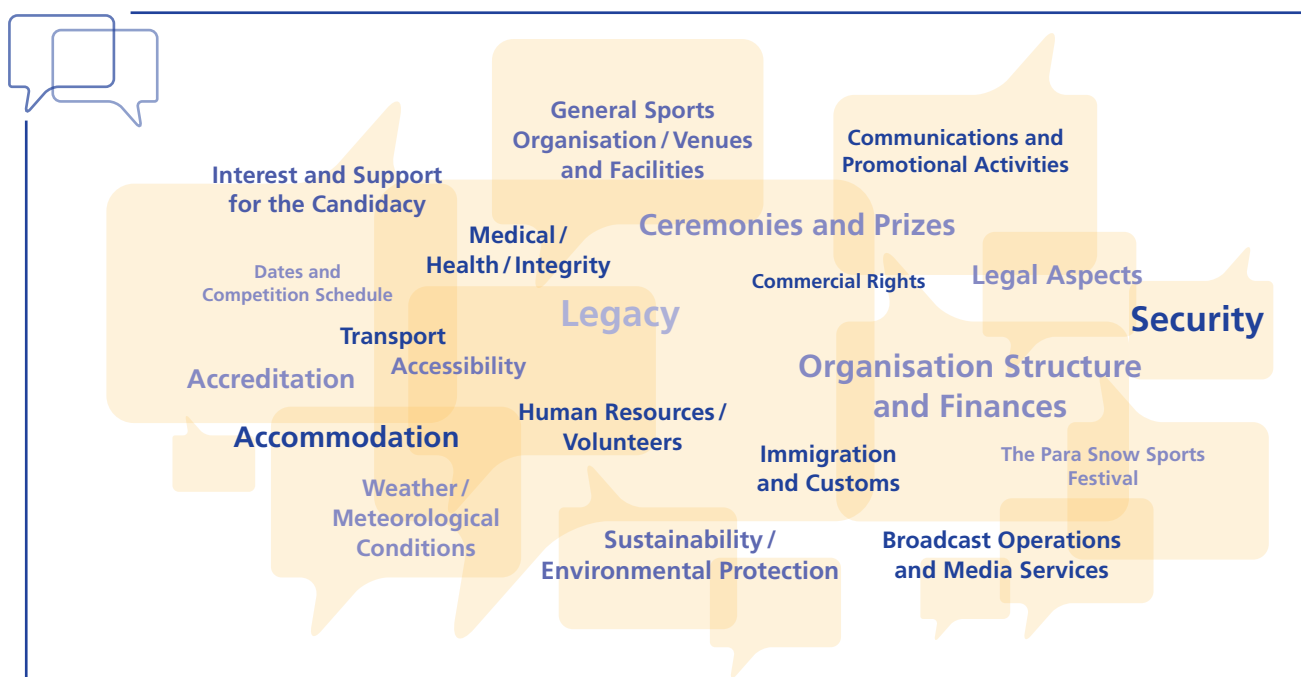 General Sports
Organisation / Venues
and Facilities
Communications and
Promotional Activities
Interest and Support
for the Candidacy
Ceremonies and Prizes
Medical /
Health / Integrity
Dates and
Competition Schedule
Commercial Rights
Legal Aspects
Legacy
Security
Transport
Accessibility
Accreditation
Organisation Structure
and Finances
Human Resources /
Volunteers
Accommodation
Immigration
and Customs
The Para Snow Sports
Festival
Weather /
Meteorological
Conditions
Sustainability /
Environmental Protection
Broadcast Operations
and Media Services